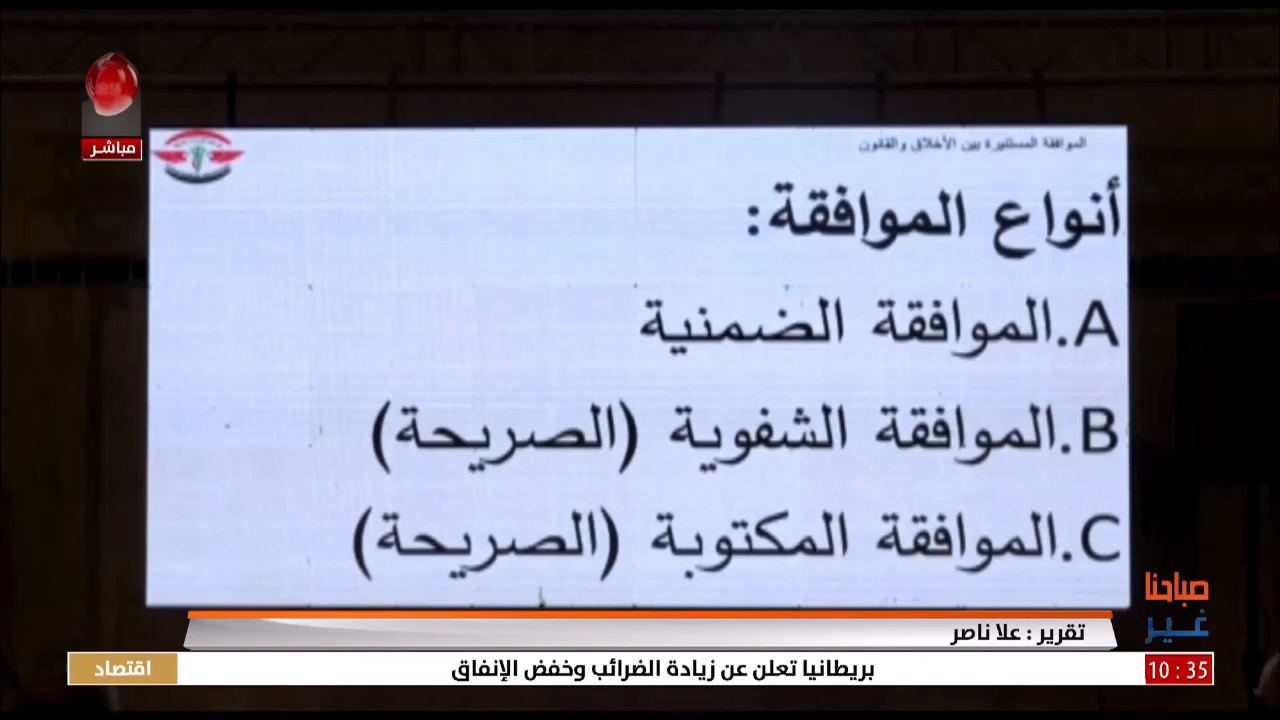 مباشر
الموافقة المستنيرة بين الأخلاق والقانون
أنواع الموافقة:
A.الموافقة الضمنية
B.الموافقة الشفوية (الصريحة)
C.الموافقة المكتوبة (الصريحة)
صباحنا
غير
تقرير : علا ناصر
10 : 35
بريطانيا تعلن عن زيادة الضرائب وخفض الإنفاق
اقتصاد